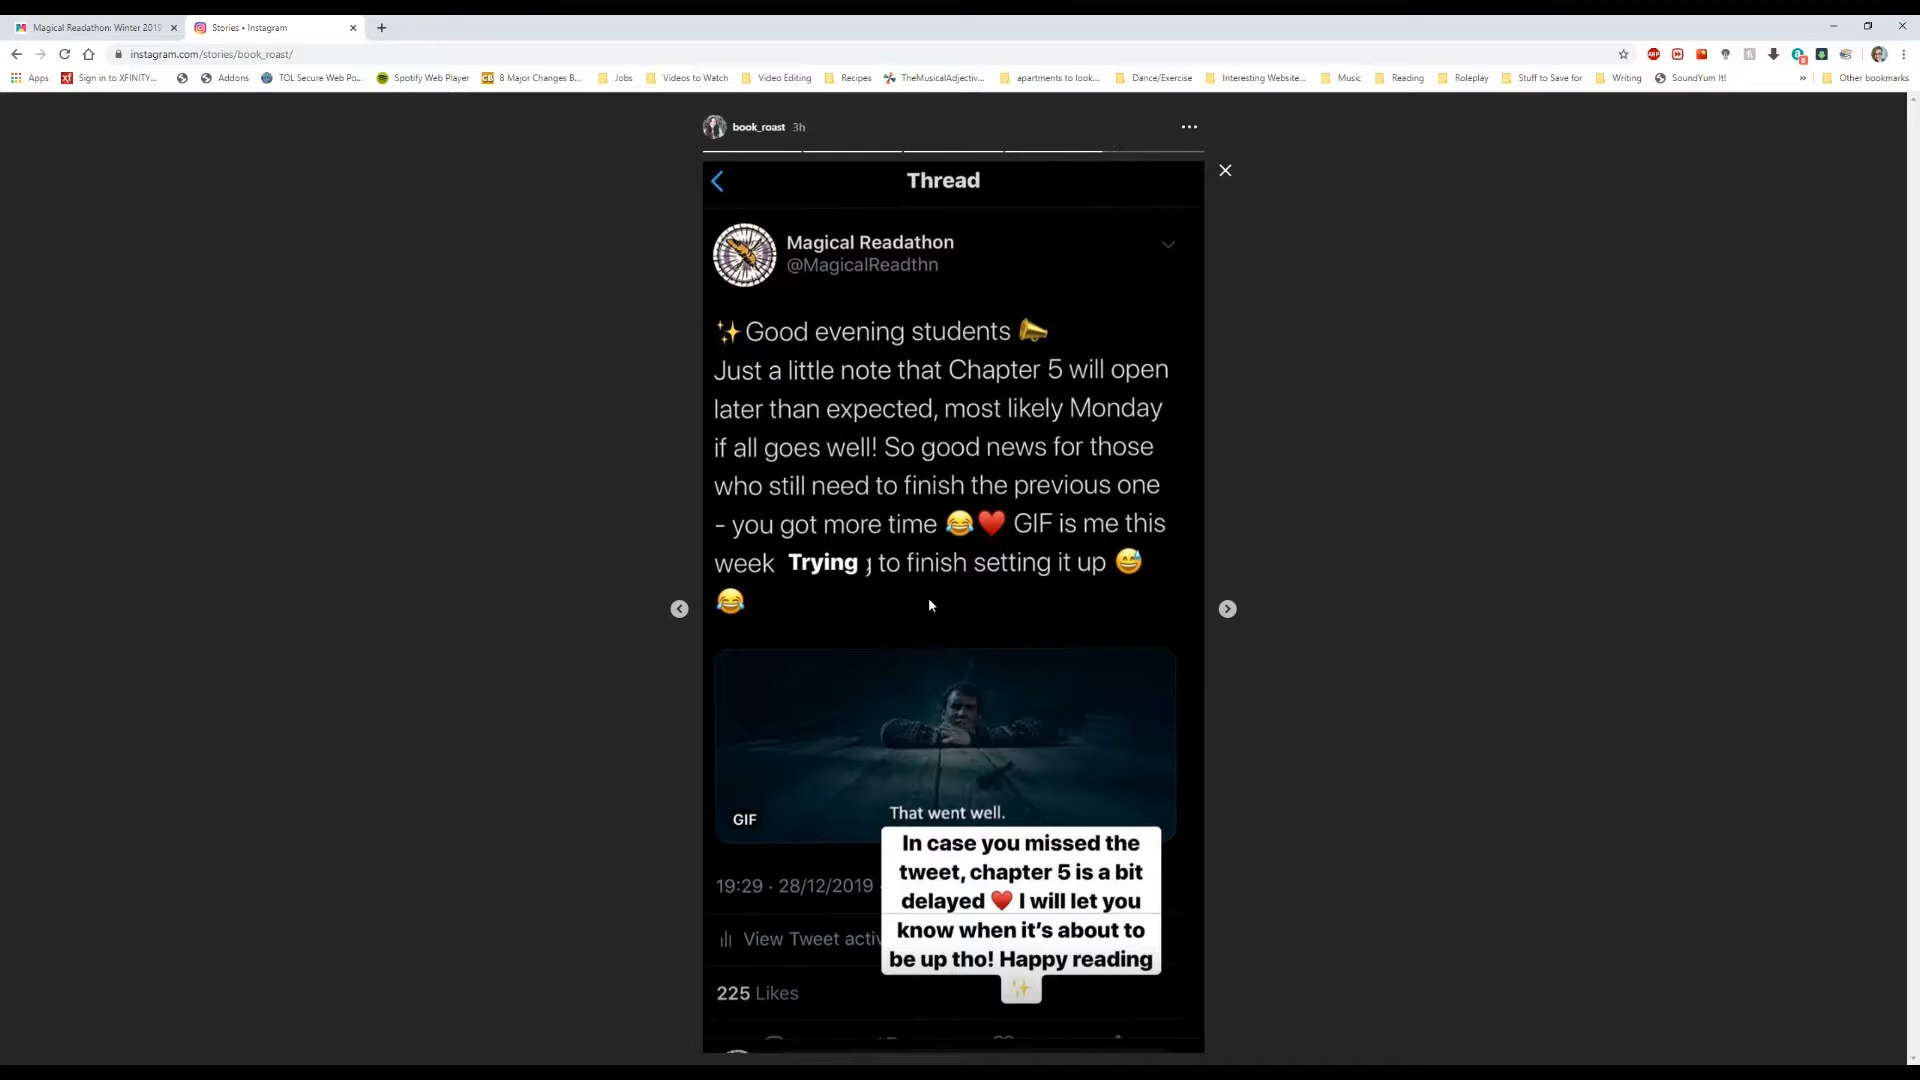 Magical Readathon: Winter 2019
Stories • Instagram
instagram.com/stories/book_roast/
Apps
Sign in to XFINITY...
Addons
TOL Secure Web Po...
Spotify Web Player
8 Major Changes B...
Jobs
Videos to Watch
Video Editing
Recipes
TheMusicalAdjectiv...
apartments to look...
Dance/Exercise
Interesting Website...
Music
Reading
Roleplay
Stuff to Save for
Writing
SoundYum It!
»
Other bookmarks
book_roast 3h
Thread
Magical Readathon
@MagicalReadthn
✨Good evening students 📣
Just a little note that Chapter 5 will open
later than expected, most likely Monday
if all goes well! So good news for those
who still need to finish the previous one
- you got more time 😂❤️ GIF is me this
week Trying to finish setting it up 😅
😂
That went well.
GIF
In case you missed the
tweet, chapter 5 is a bit
delayed ❤️ I will let you
know when it's about to
be up tho! Happy reading
✨
19:29 · 28/12/2019
View Tweet activ
225 Likes